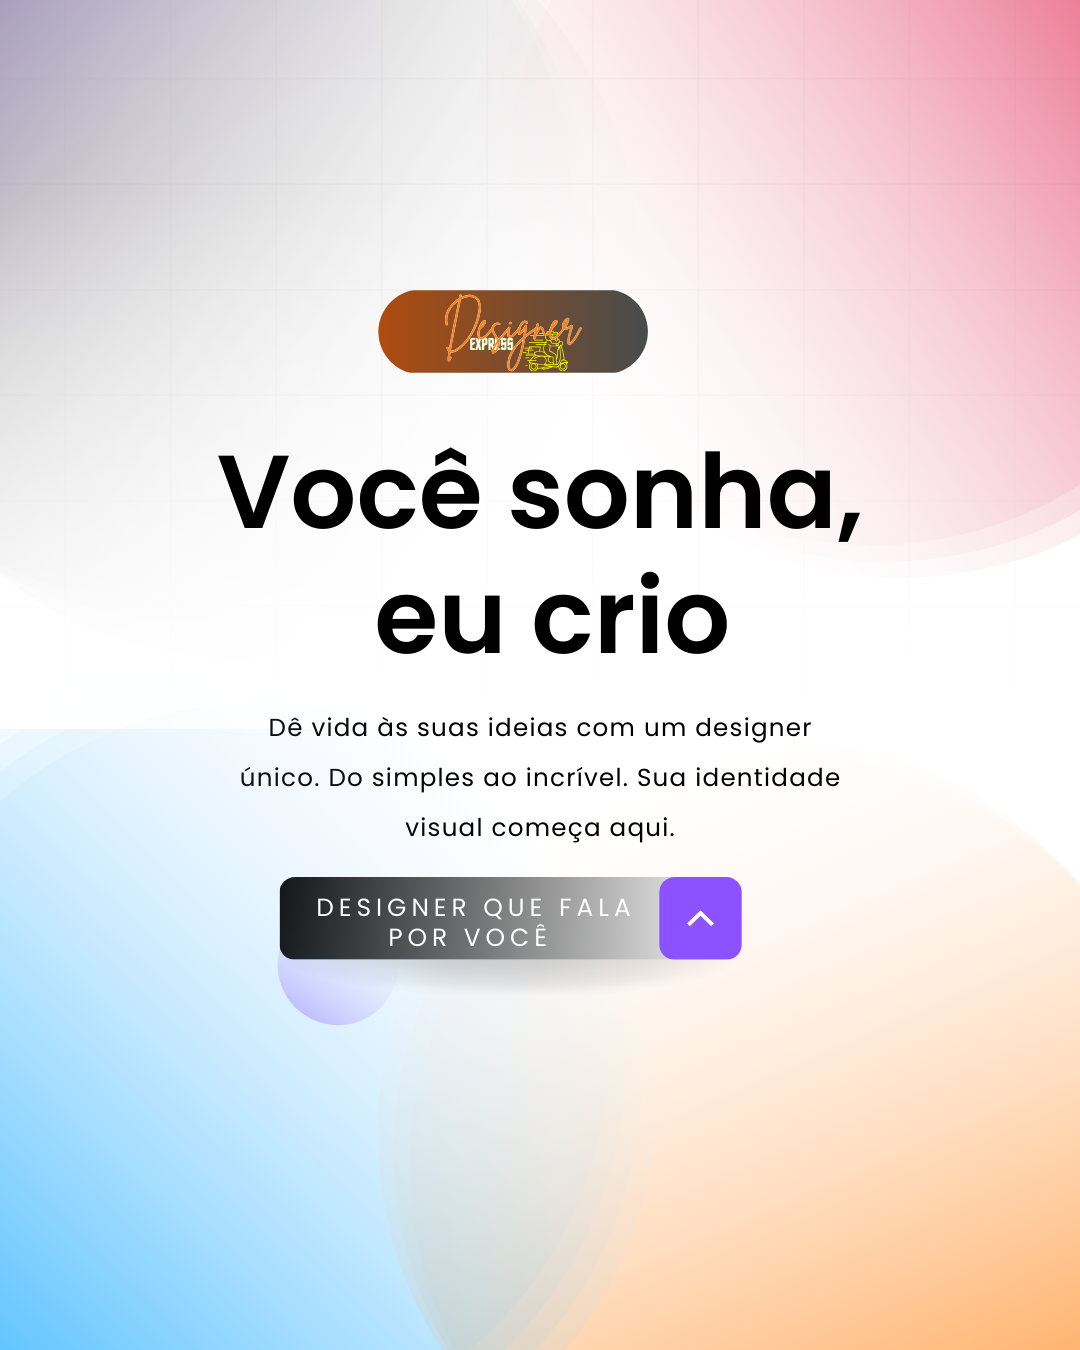 Designer
EXPRESS
Você sonha,
eu crio
Dê vida às suas ideias com um designer
único. Do simples ao incrível. Sua identidade
visual começa aqui.
DESIGNER QUE FALA
POR VOCÊ